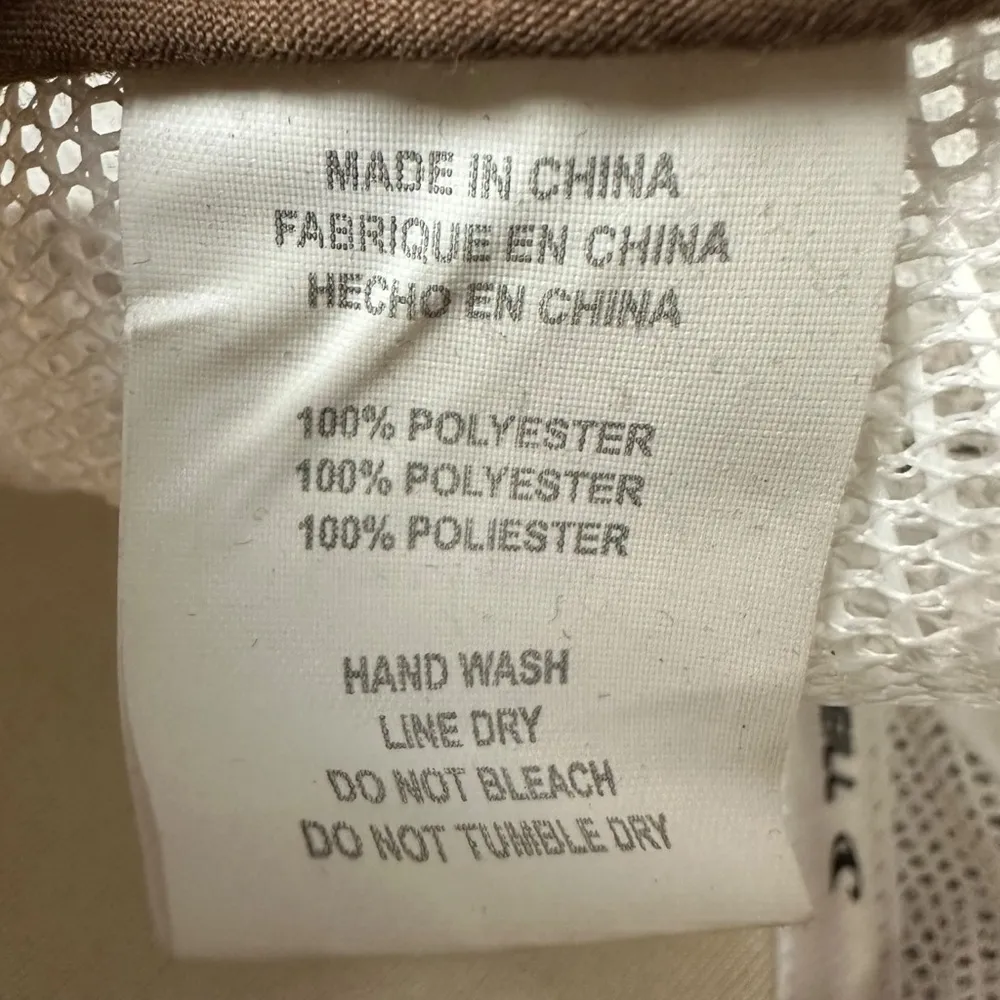 MADE IN CHINA
FABRIQUE EN CHINA
HECHO EN CHINA
100% POLYESTER
100% POLYESTER
100% POLIESTER
HAND WASH
LINE DRY
DO NOT BLEACH
DO NOT TUMBLE DRY